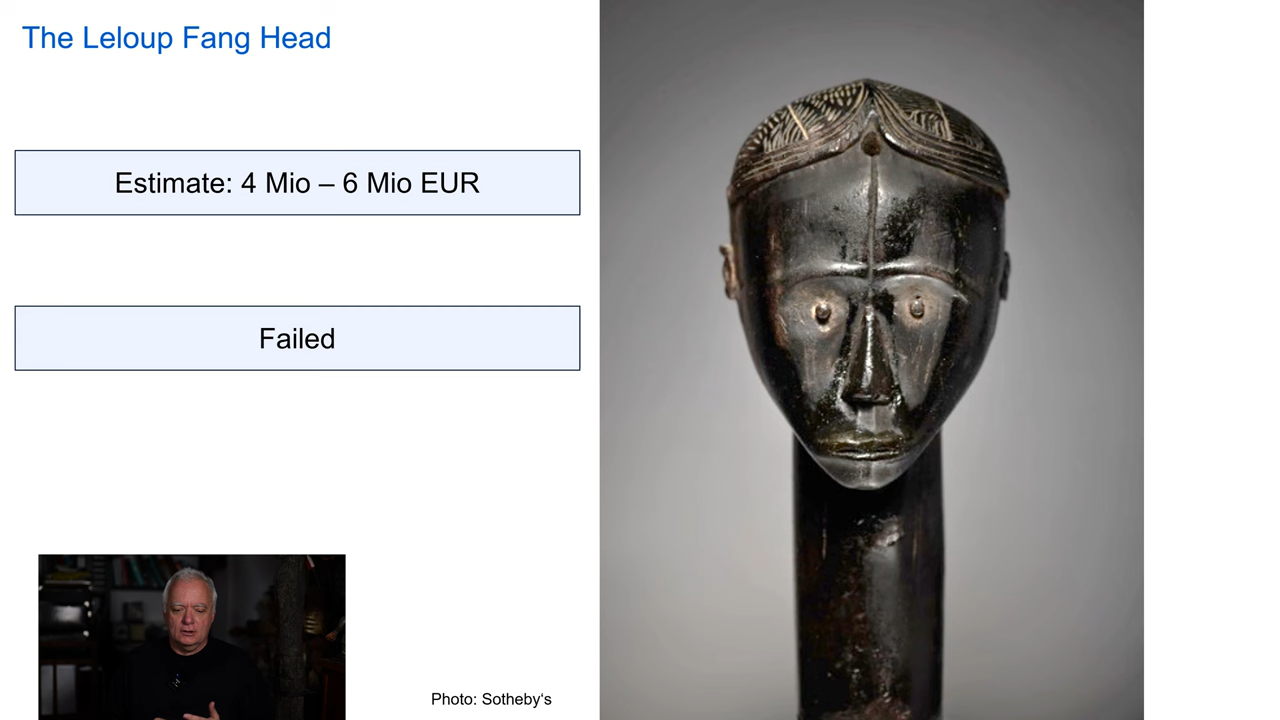 The Leloup Fang Head
Estimate: 4 Mio – 6 Mio EUR
Failed
Photo: Sotheby‘s